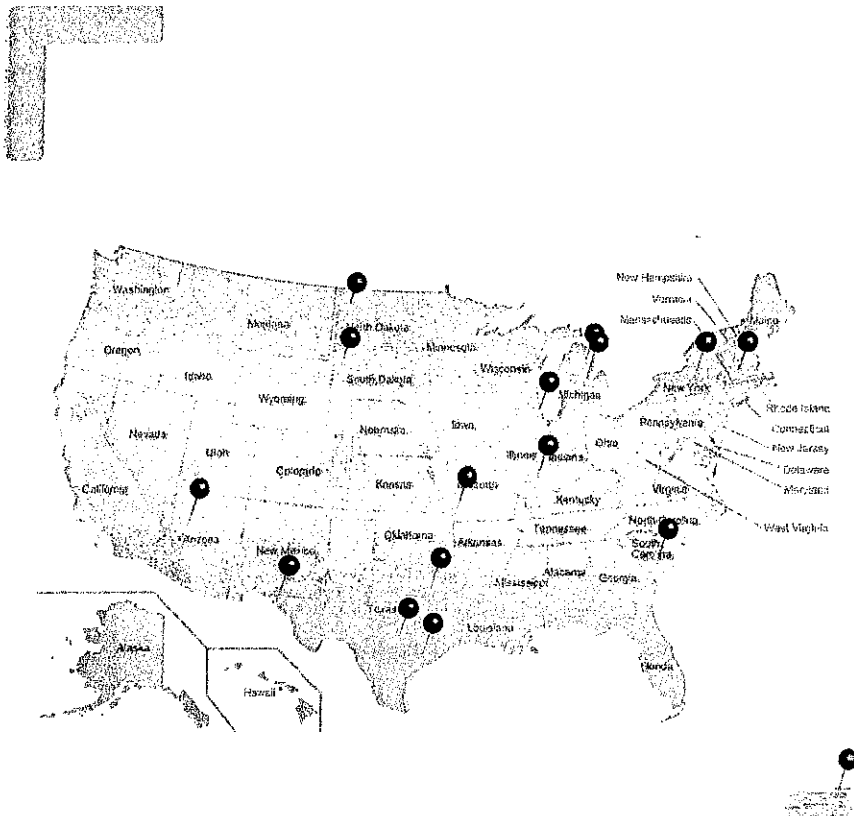 New Hampshire
Vermont
Massachusetts
Washington
Maine
Montana
North Dakota
Minnesota
Oregon
Wisconsin
Idaho
South Dakota
Michigan
New York
Wyoming
Rhode Island
Connecticut
Pennsylvania
Nebraska
Iowa
Nevada
Ohio
New Jersey
Illinois
Indiana
Utah
Delaware
Colorado
Kansas
California
Maryland
Virginia
Kentucky
North Carolina
West Virginia
Tennessee
Oklahoma
Arkansas
Arizona
New Mexico
South
Carolina
Alabama
Georgia
Mississippi
Texas
Louisiana
Alaska
Florida
Hawaii